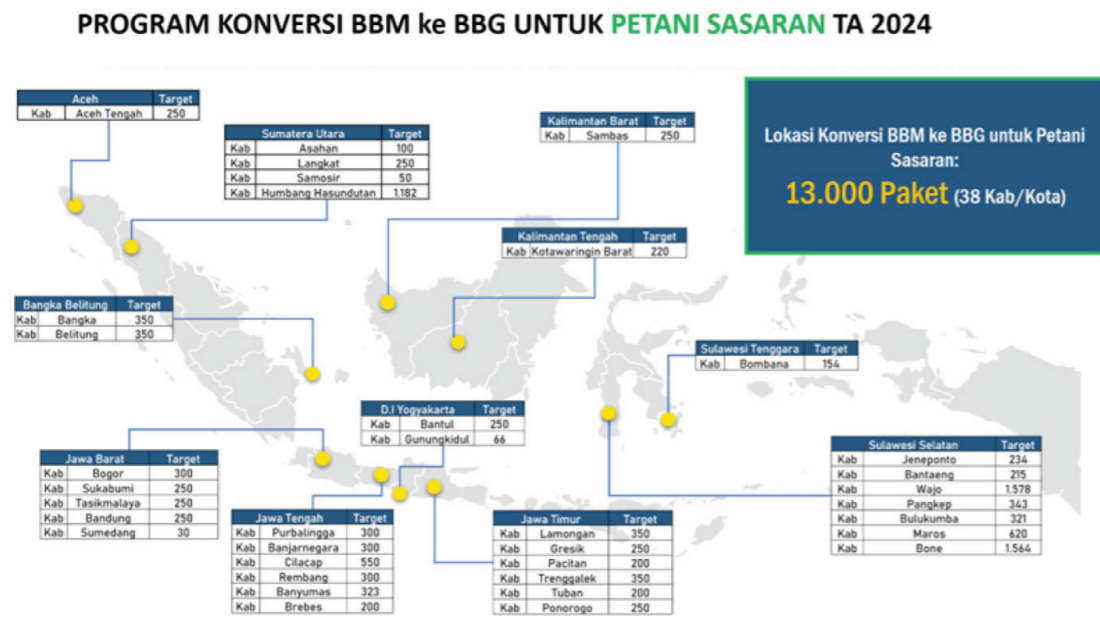 PROGRAM KONVERSI BBM ke BBG UNTUK PETANI SASARAN TA 2024
Aceh Target
Kab Aceh Tengah 250
Sumatera Utara Target
Kab Asahan 100
Kab Langkat 250
Kab Samosir 50
Kab Humbang Hasundutan 1.182
Kalimantan Barat Target
Kab Sambas 250
Lokasi Konversi BBM ke BBG untuk Petani
Sasaran:
13.000 Paket (38 Kab/Kota)
Kalimantan Tengah Target
Kab Kotawaringin Barat 220
Bangka Belitung Target
Kab Bangka 350
Kab Belitung 350
Sulawesi Tenggara Target
Kab Bombana 154
D.I Yogyakarta Target
Kab Bantul 250
Kab Gunungkidul 66
Jawa Barat Target
Kab Bogor 300
Kab Sukabumi 250
Kab Tasikmalaya 250
Kab Bandung 250
Kab Sumedang 30
Jawa Tengah Target
Kab Purbalingga 300
Kab Banjarnegara 300
Kab Cilacap 550
Kab Rembang 300
Kab Banyumas 323
Kab Brebes 200
Jawa Timur Target
Kab Lamongan 350
Kab Gresik 250
Kab Pacitan 200
Kab Trenggalek 350
Kab Tuban 200
Kab Ponorogo 250
Sulawesi Selatan Target
Kab Jeneponto 234
Kab Bantaeng 215
Kab Wajo 1.578
Kab Pangkep 343
Kab Bulukumba 321
Kab Maros 620
Kab Bone 1.564